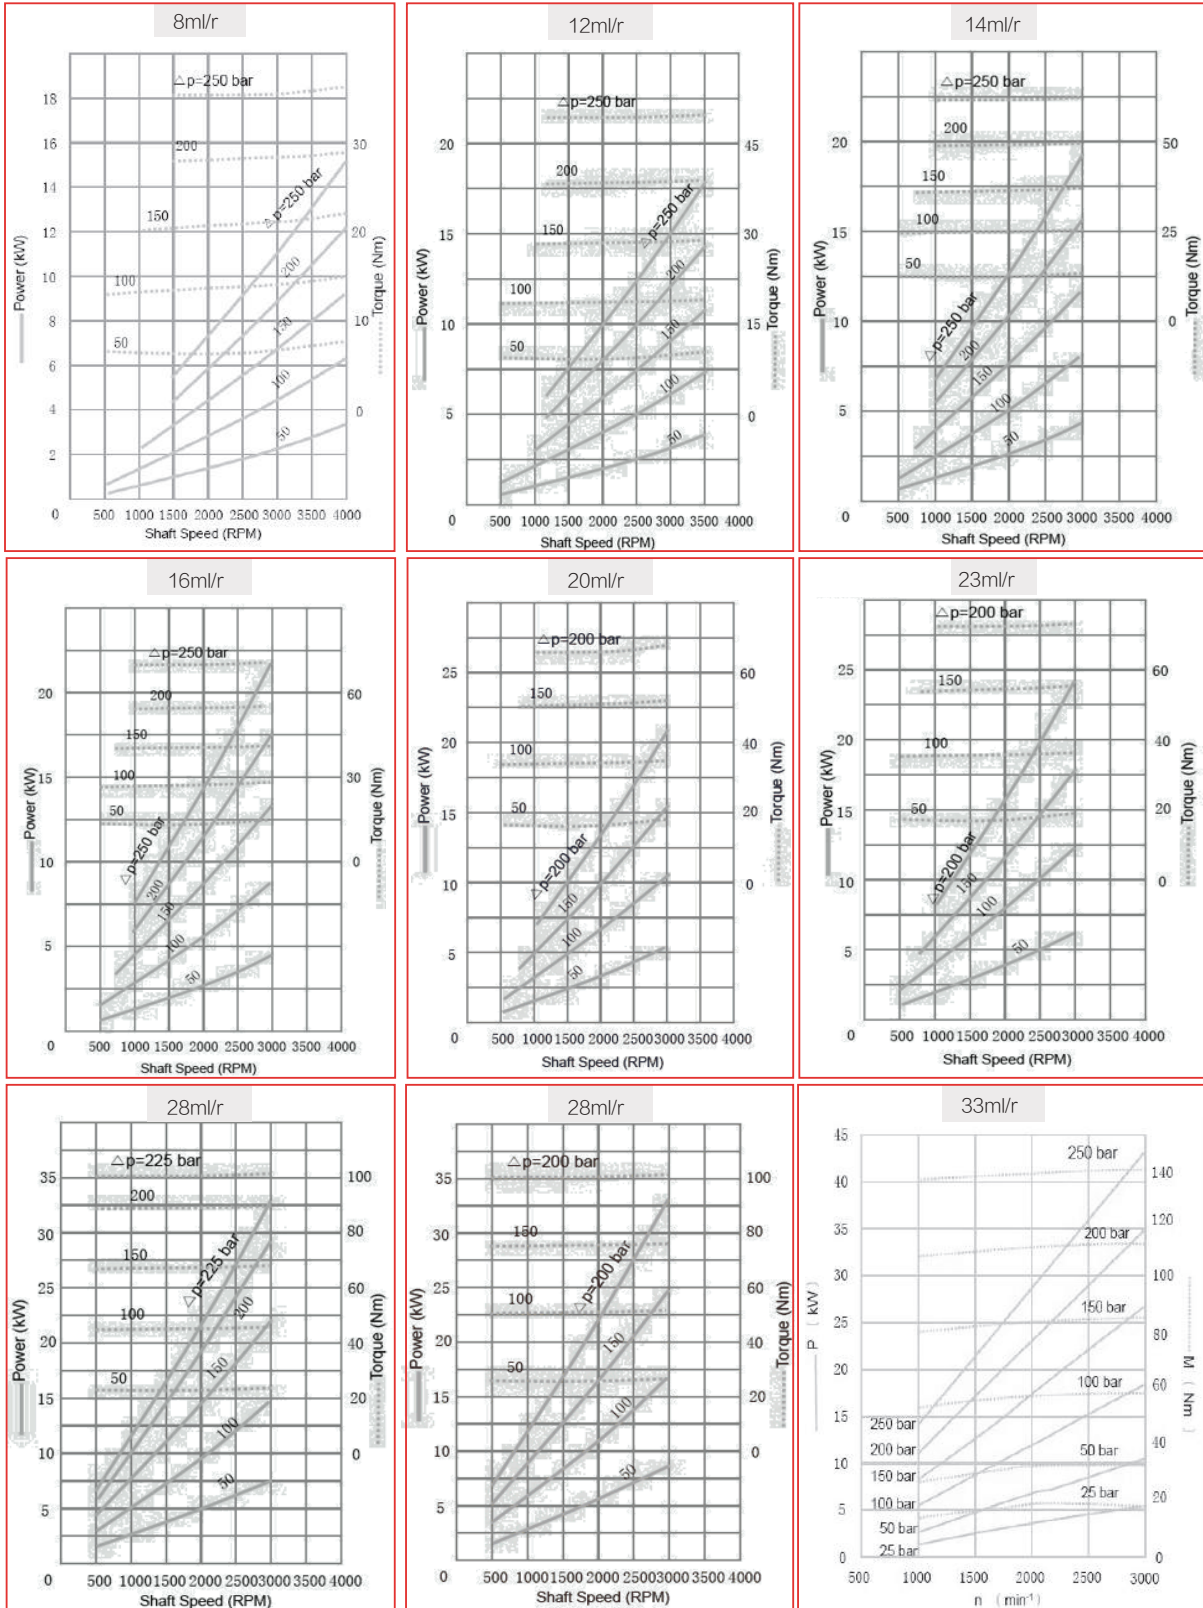 8ml/r
△p=250 bar
18
200
16
30
14
△p=250 bar
150
12
20
200
10
100
8
150
10
50
6
100
4
0
50
2
0
500 1000 1500 2000 2500 3000 3500 4000
Shaft Speed (RPM)
Power (kW)
Torque (Nm)
12ml/r
△p=250 bar
20
45
200
△p=250 bar
150
15
30
200
100
10
15
150
50
100
5
0
50
0
500 1000 1500 2000 2500 3000 3500 4000
Shaft Speed (RPM)
Power (kW)
Torque (Nm)
14ml/r
△p=250 bar
200
20
50
150
100
15
25
50
10
0
△p=250 bar
200
150
100
5
50
0
500 1000 1500 2000 2500 3000 3500 4000
Shaft Speed (RPM)
Power (kW)
Torque (Nm)
16ml/r
△p=250 bar
20
200
60
150
15
100
30
50
10
△p=250 bar
0
200
150
100
5
50
0
500 1000 1500 2000 2500 3000 3500 4000
Shaft Speed (RPM)
Power (kW)
Torque (Nm)
20ml/r
△p=200 bar
25
60
150
20
100
40
15
50
20
10
△p=200 bar
0
150
100
5
50
0
500 1000 1500 2000 2500 3000 3500 4000
Shaft Speed (RPM)
Power (kW)
Torque (Nm)
23ml/r
△p=200 bar
25
150
60
20
100
40
15
50
20
10
△p=200 bar
0
150
100
5
50
0
500 1000 1500 2000 2500 3000 3500 4000
Shaft Speed (RPM)
Power (kW)
Torque (Nm)
28ml/r
△p=225 bar
35
100
200
30
80
150
25
△p=225 bar
60
200
20
100
40
150
15
50
20
100
10
0
50
5
0
500 1000 1500 2000 2500 3000 3500 4000
Shaft Speed (RPM)
Power (kW)
Torque (Nm)
28ml/r
△p=200 bar
35
100
30
150
80
25
△p=200 bar
100
60
20
150
40
15
50
100
20
10
0
50
5
0
500 1000 1500 2000 2500 3000 3500 4000
Shaft Speed (RPM)
Power (kW)
Torque (Nm)
33ml/r
45
250 bar
40
140
35
200 bar
120
30
100
150 bar
25
80
20
100 bar
60
15
250 bar
200 bar
50 bar
40
10
150 bar
25 bar
100 bar
20
5
50 bar
25 bar
0
0
500 1000 1500 2000 2500 3000
n ( min⁻¹ )
P [ kW ]
M [ Nm ]